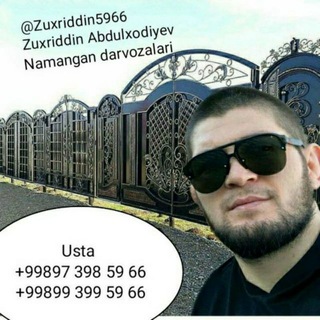 @Zuxriddin5966
Zuxriddin Abdulxodiyev
Namangan darvozalari
Usta
+99897 398 59 66
+99899 399 59 66